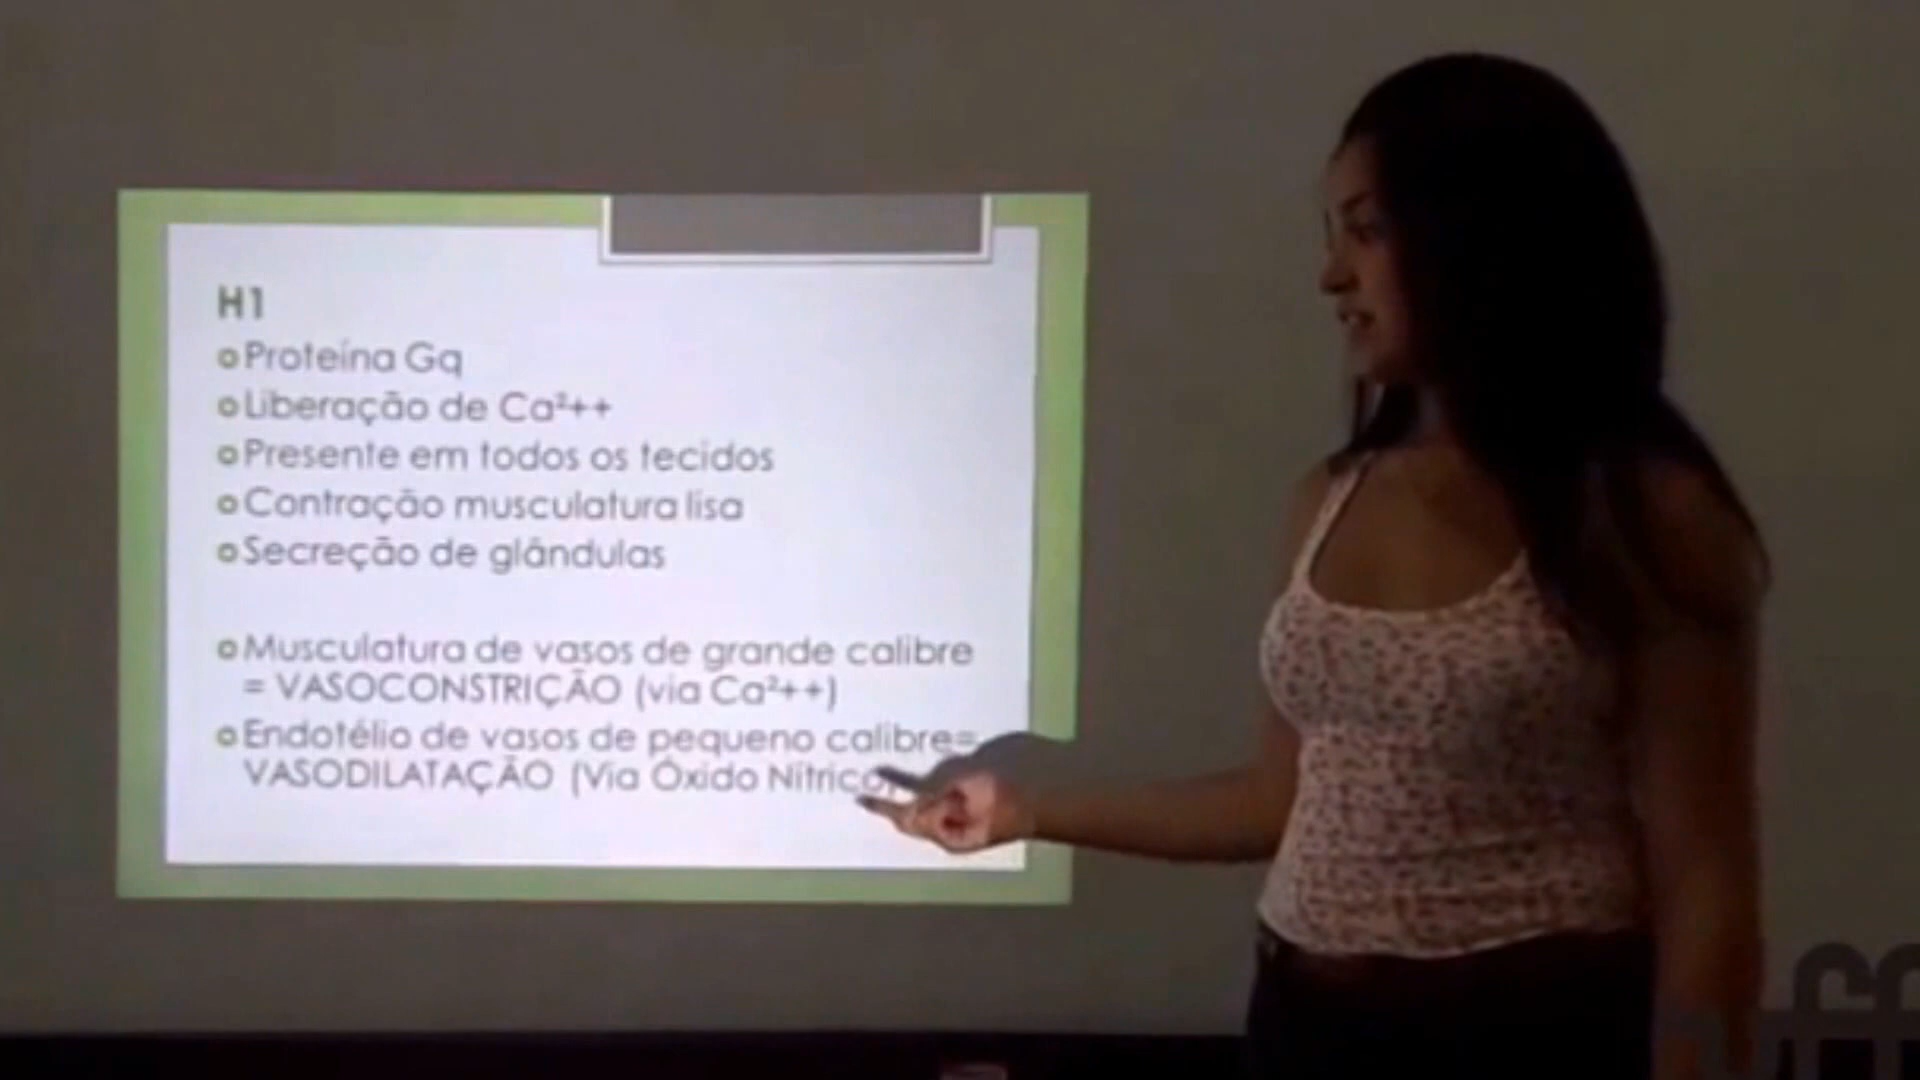 H1
Proteína Gq
Liberação de Ca²++
Presente em todos os tecidos
Contração musculatura lisa
Secreção de glândulas
Musculatura de vasos de grande calibre
= VASOCONSTRIÇÃO (via Ca²++)
Endotélio de vasos de pequeno calibre=
VASODILATAÇÃO (Via Óxido Nítrico)